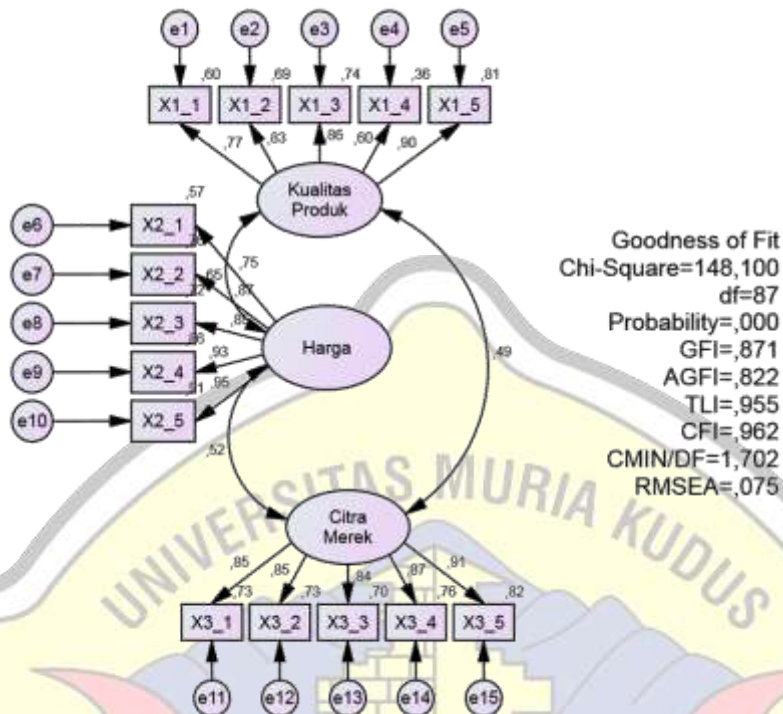 e1 e2 e3 e4 e5
,60 ,69 ,74 ,36 ,81
X1_1 X1_2 X1_3 X1_4 X1_5
,77 ,83 ,86 ,60 ,90
Kualitas
Produk
,57
e6 X2_1
,75
e7 X2_2
,65 ,87
e8 X2_3
Harga
,93
e9 X2_4
,95
e10 X2_5
,49
,52
Goodness of Fit
Chi-Square=148,100
df=87
Probability=,000
GFI=,871
AGFI=,822
TLI=,955
CFI=,962
CMIN/DF=1,702
RMSEA=,075
UNIVERSITAS MURIA KUDUS
Citra
Merek
,85 ,85 ,84 ,87 ,91
,73 ,73 ,70 ,76 ,82
X3_1 X3_2 X3_3 X3_4 X3_5
e11 e12 e13 e14 e15